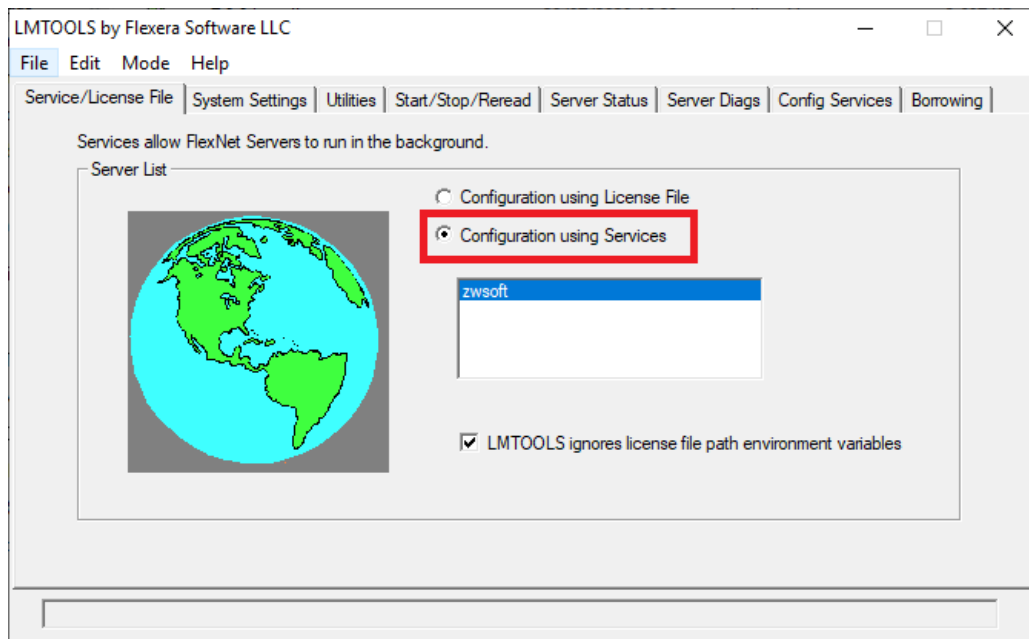 LMTOOLS by Flexera Software LLC
File Edit Mode Help
Service/License File System Settings Utilities Start/Stop/Reread Server Status Server Diags Config Services Borrowing
Services allow FlexNet Servers to run in the background.
Server List
Configuration using License File
Configuration using Services
zwsoft
LMTOOLS ignores license file path environment variables